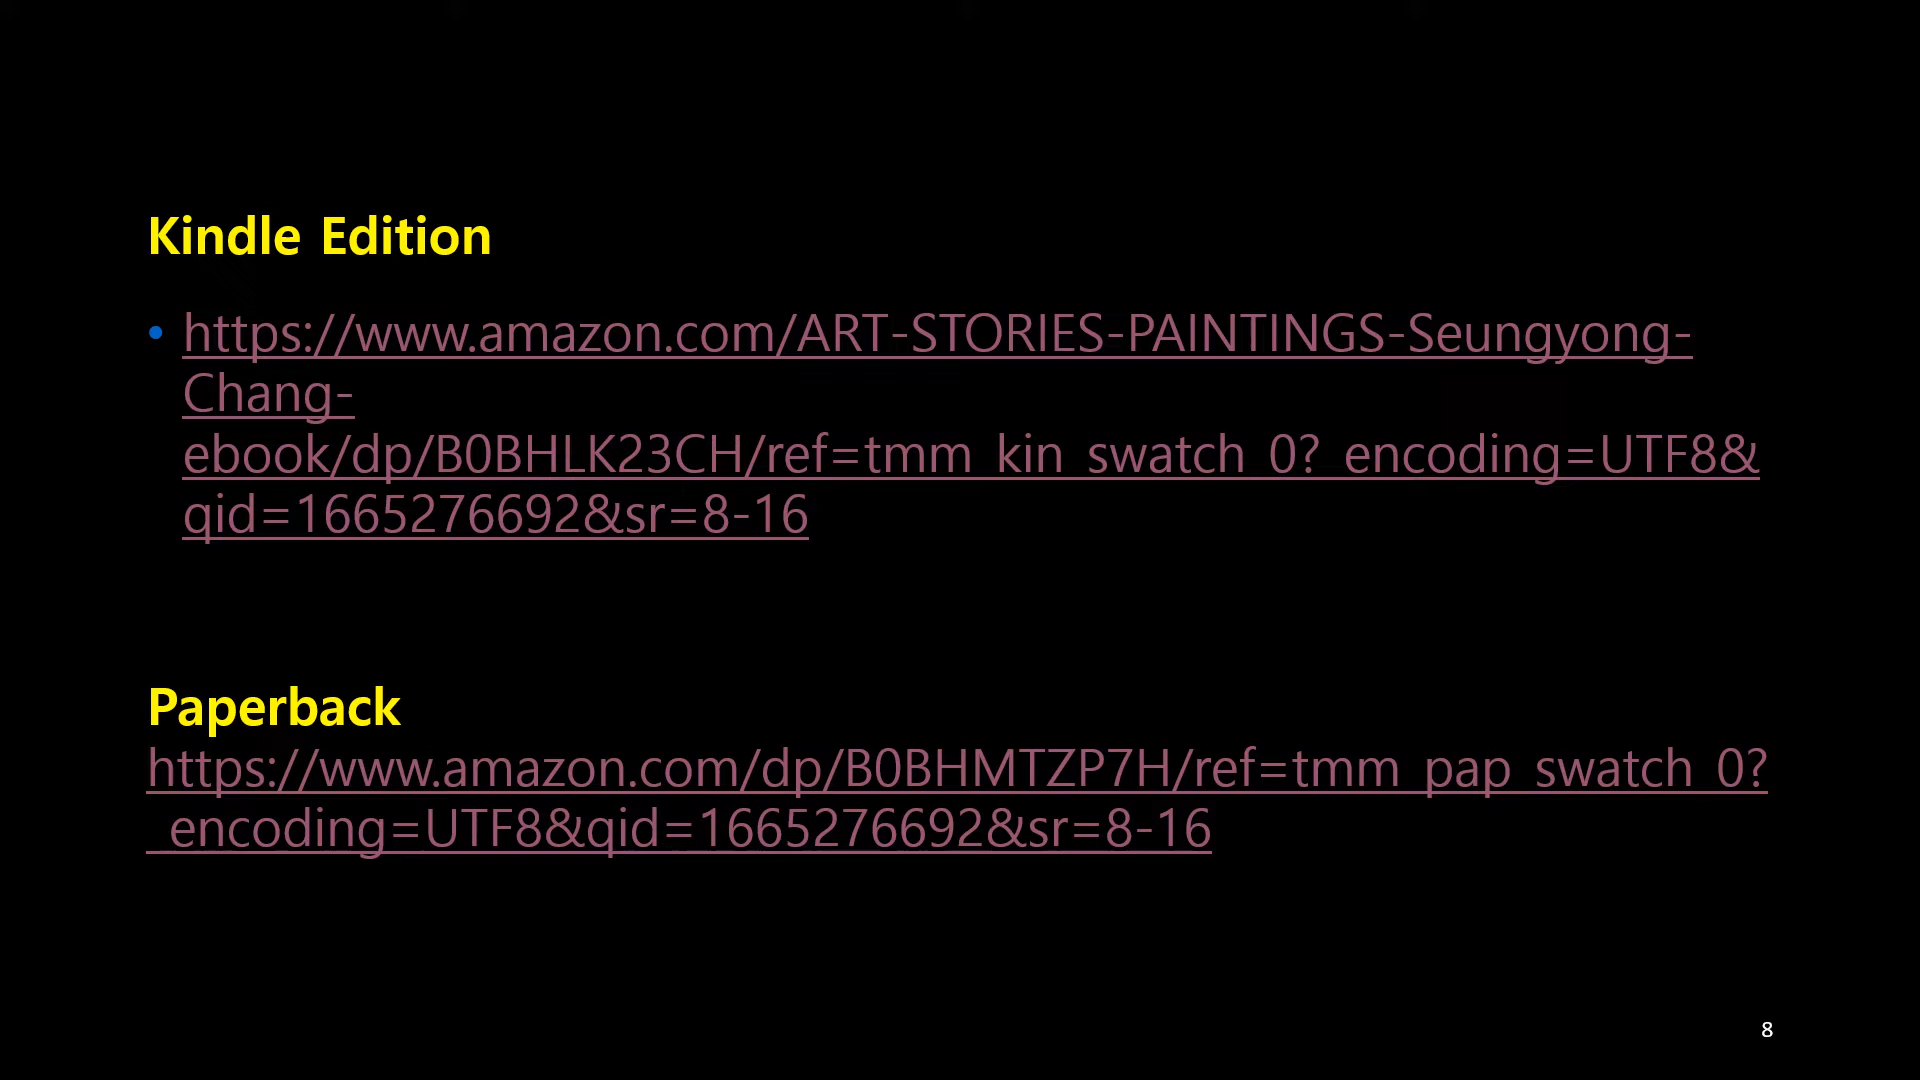 Kindle Edition
• https://www.amazon.com/ART-STORIES-PAINTINGS-Seungyong-
Chang-
ebook/dp/B0BHLK23CH/ref=tmm_kin_swatch_0?_encoding=UTF8&
qid=1665276692&sr=8-16
Paperback
https://www.amazon.com/dp/B0BHMTZP7H/ref=tmm_pap_swatch_0?
_encoding=UTF8&qid=1665276692&sr=8-16
8